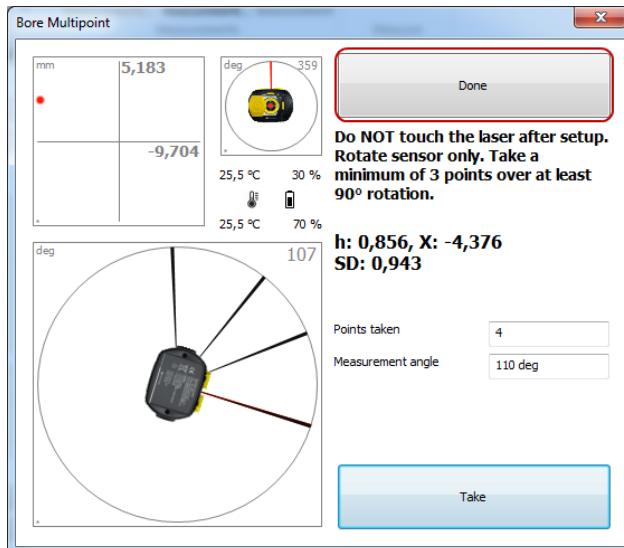 Bore Multipoint
mm
5,183
-9,704
deg
359
25,5 ºC
30 %
25,5 ºC
70 %
Done
Do NOT touch the laser after setup.
Rotate sensor only. Take a
minimum of 3 points over at least
90° rotation.
h: 0,856, X: -4,376
SD: 0,943
deg
107
Points taken
4
Measurement angle
110 deg
Take